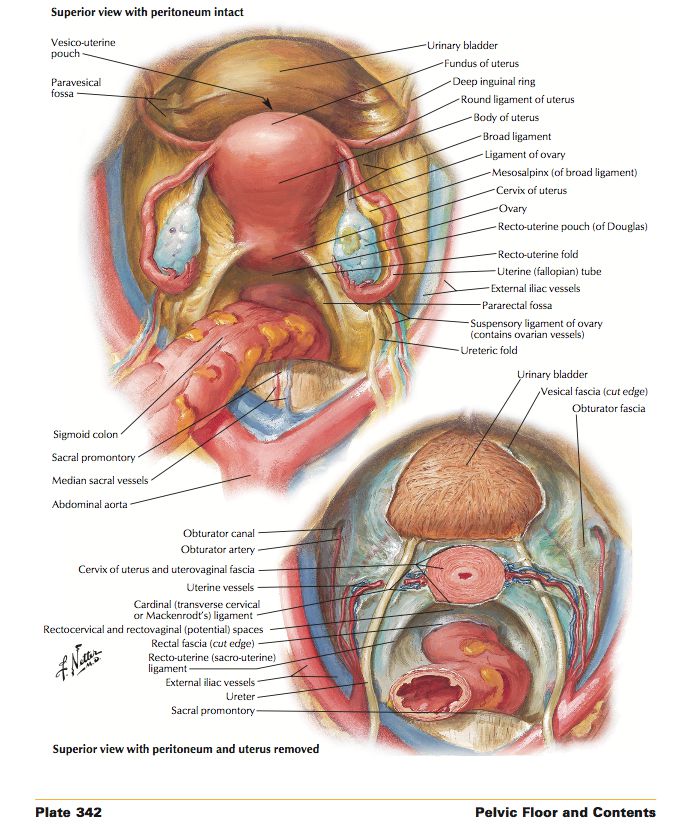 Superior view with peritoneum intact
Vesico-uterine
pouch
Paravesical
fossa
Urinary bladder
Fundus of uterus
Deep inguinal ring
Round ligament of uterus
Body of uterus
Broad ligament
Ligament of ovary
Mesosalpinx (of broad ligament)
Cervix of uterus
Ovary
Recto-uterine pouch (of Douglas)
Recto-uterine fold
Uterine (fallopian) tube
External iliac vessels
Pararectal fossa
Suspensory ligament of ovary
(contains ovarian vessels)
Ureteric fold
Sigmoid colon
Sacral promontory
Median sacral vessels
Abdominal aorta
Urinary bladder
Vesical fascia (cut edge)
Obturator fascia
Obturator canal
Obturator artery
Cervix of uterus and uterovaginal fascia
Uterine vessels
Cardinal (transverse cervical
or Mackenrodt's) ligament
Rectocervical and rectovaginal (potential) spaces
Rectal fascia (cut edge)
Recto-uterine (sacro-uterine)
ligament
External iliac vessels
Ureter
Sacral promontory
F. Netter
M.D.
Superior view with peritoneum and uterus removed
Plate 342
Pelvic Floor and Contents